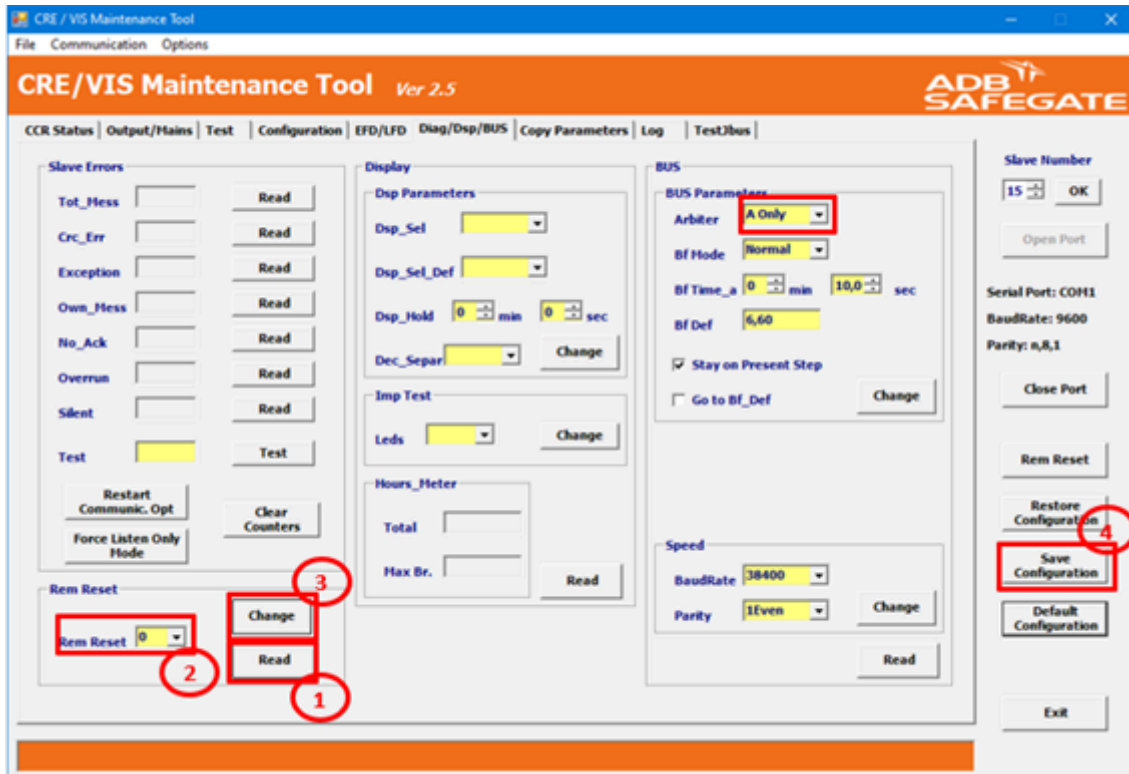 CRE / VIS Maintenance Tool
File Communication Options
CRE/VIS Maintenance Tool Ver 2.5
ADB SAFEGATE
CCR Status Output/Mains Test Configuration EFD/LFD Diag/Dsp/BUS Copy Parameters Log TestJbus
Slave Errors
Tot_Mess Read
Crc_Err Read
Exception Read
Own_Mess Read
No_Ack Read
Overrun Read
Silent Read
Test Test
Restart Communic. Opt
Clear Counters
Force Listen Only Mode
Rem Reset
3
Change
Rem Reset 0
2
Read
1
Display
Dsp Parameters
Dsp_Sel
Dsp_Sel_Def
Dsp_Hold 0 min 0 sec
Dec_Separ Change
Imp Test
Leds Change
Hours_Meter
Total
Max Br. Read
BUS
BUS Parameters
Arbiter A Only
Bf Mode Normal
Bf Time_a 0 min 10,0 sec
Bf Def 6,60
Stay on Present Step
Go to Bf_Def Change
Speed
BaudRate 38400
Parity 1Even Change
Read
Slave Number
15 OK
Open Port
Serial Port: COM1
BaudRate: 9600
Parity: n,8,1
Close Port
Rem Reset
Restore Configuration
4
Save Configuration
Default Configuration
Exit